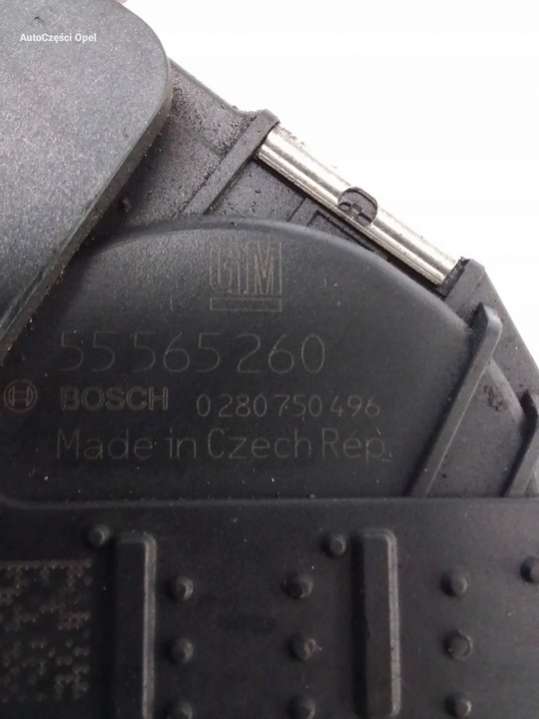 AutoCzęści Opel
GM
55565260
BOSCH 0 280 750 496
Made in Czech Rep.